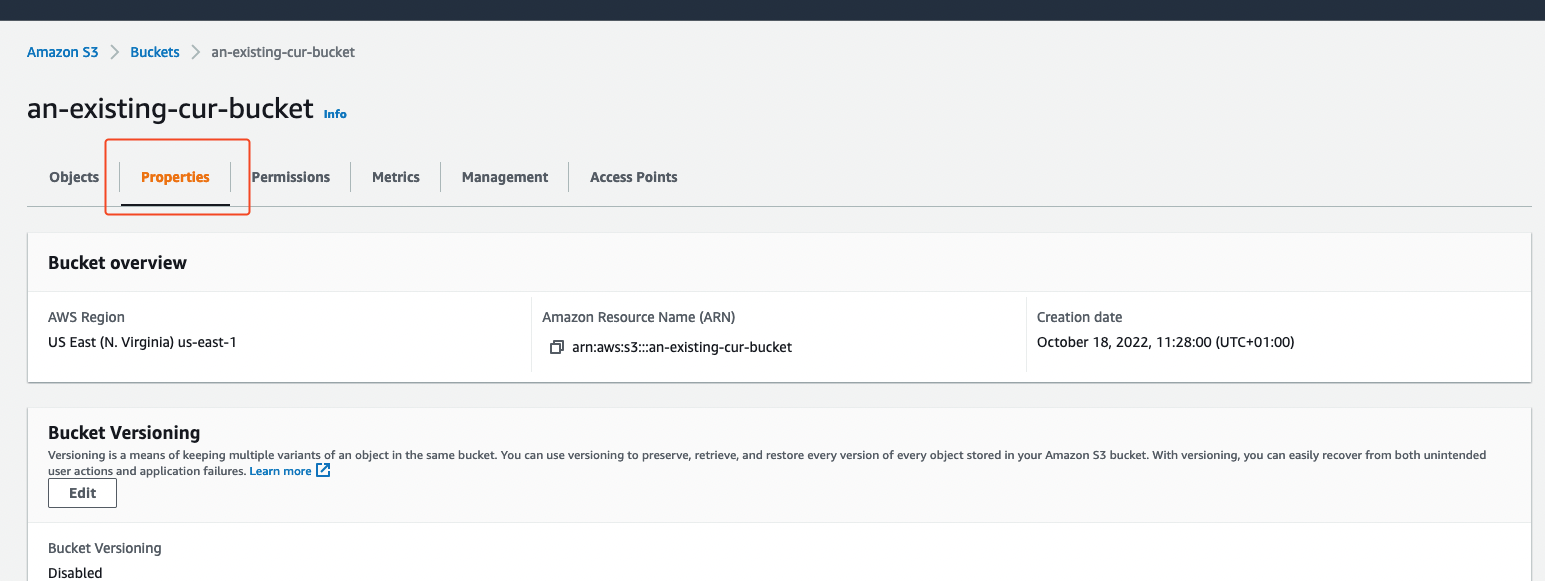 Amazon S3 Buckets an-existing-cur-bucket
an-existing-cur-bucket Info
Objects Properties Permissions Metrics Management Access Points
Bucket overview
AWS Region Amazon Resource Name (ARN) Creation date
US East (N. Virginia) us-east-1 arn:aws:s3:::an-existing-cur-bucket October 18, 2022, 11:28:00 (UTC+01:00)
Bucket Versioning
Versioning is a means of keeping multiple variants of an object in the same bucket. You can use versioning to preserve, retrieve, and restore every version of every object stored in your Amazon S3 bucket. With versioning, you can easily recover from both unintended
user actions and application failures. Learn more
Edit
Bucket Versioning
Disabled